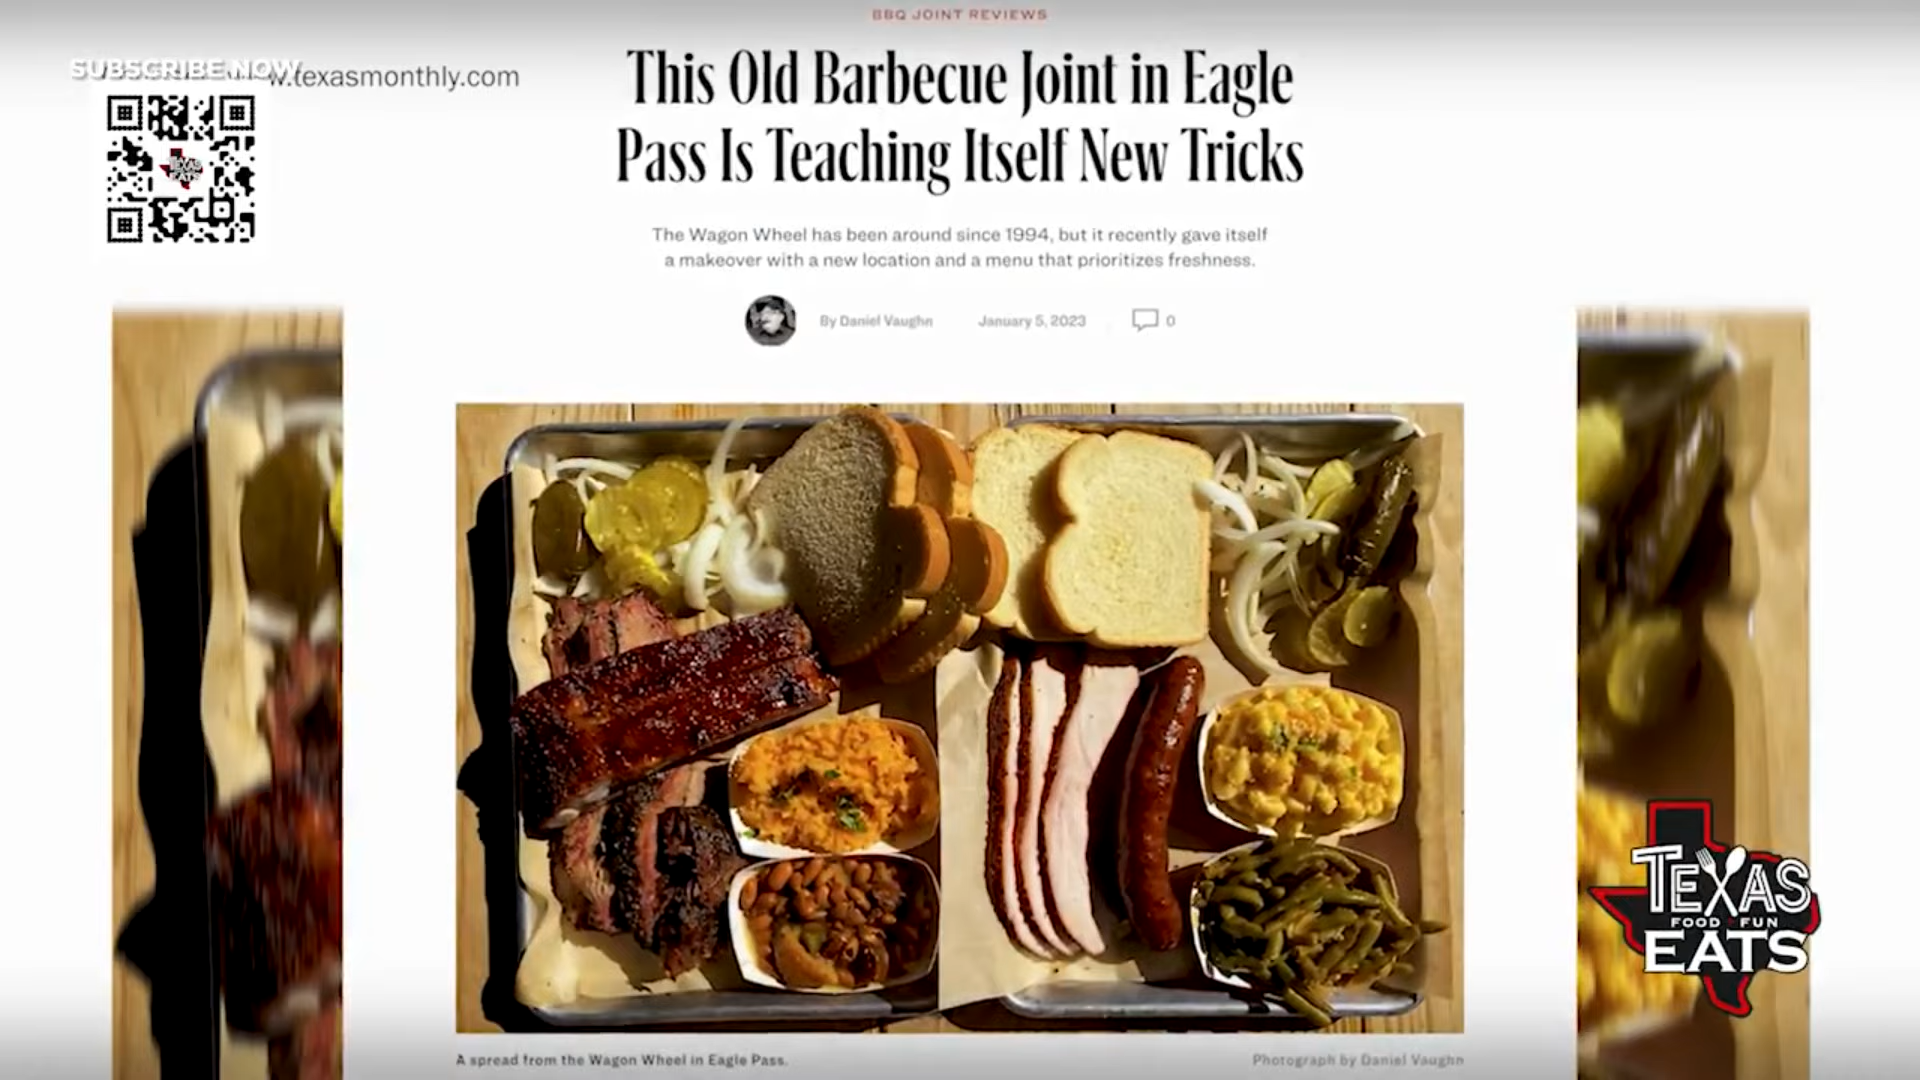 BBQ JOINT REVIEWS
SUBSCRIBE NOW
w.texasmonthly.com
This Old Barbecue Joint in Eagle
Pass Is Teaching Itself New Tricks
The Wagon Wheel has been around since 1994, but it recently gave itself
a makeover with a new location and a menu that prioritizes freshness.
By Daniel Vaughn January 5, 2023 0
TEXAS
EATS
TEXAS
FOOD FUN
EATS
A spread from the Wagon Wheel in Eagle Pass.
Photograph by Daniel Vaughn